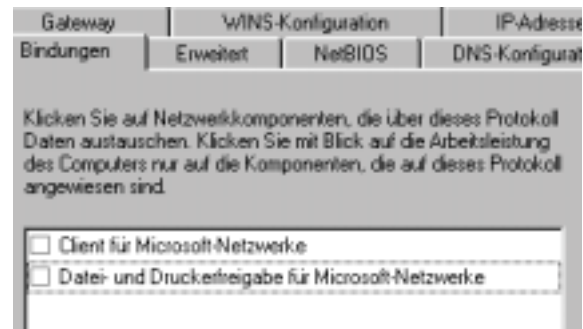 Gateway WINS-Konfiguration IP-Adresse
Bindungen Erweitert NetBIOS DNS-Konfigurat
Klicken Sie auf Netzwerkkomponenten, die über dieses Protokoll
Daten austauschen. Klicken Sie mit Blick auf die Arbeitsleistung
des Computers nur auf die Komponenten, die auf dieses Protokoll
angewiesen sind.
Client für Microsoft-Netzwerke
Datei- und Druckerfreigabe für Microsoft-Netzwerke